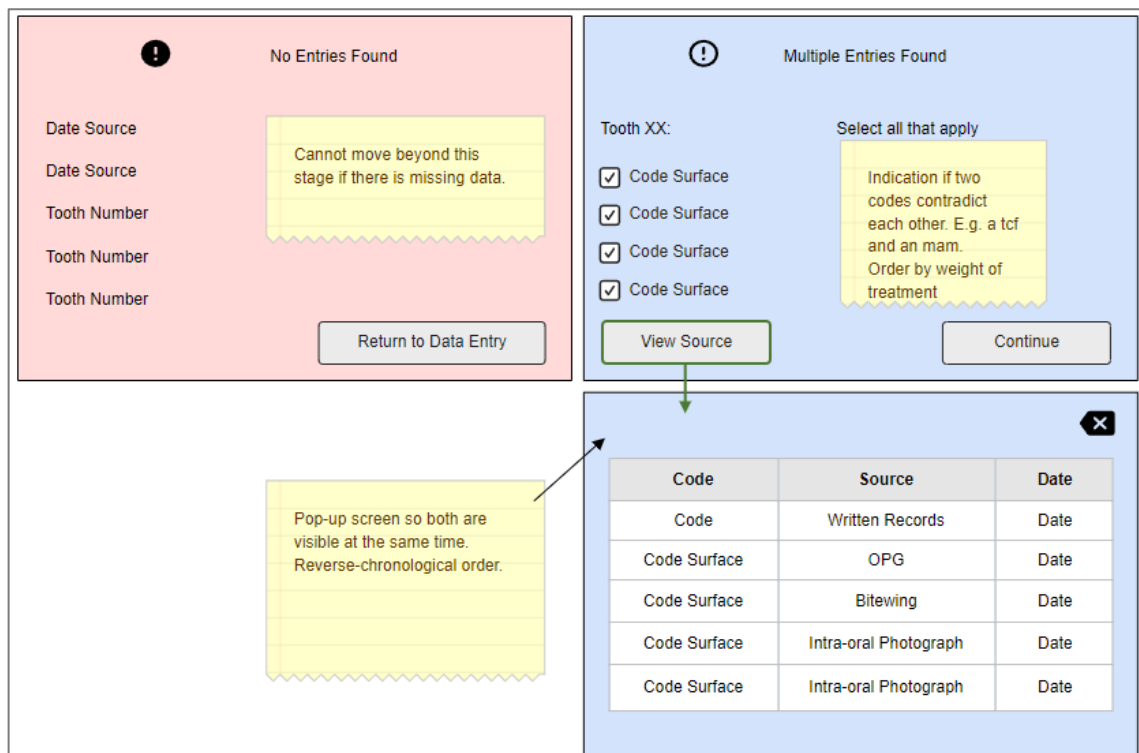 No Entries Found
Date Source
Date Source
Tooth Number
Tooth Number
Tooth Number
Cannot move beyond this
stage if there is missing data.
Return to Data Entry
Multiple Entries Found
Tooth XX:
Select all that apply
Code Surface
Code Surface
Code Surface
Code Surface
Indication if two
codes contradict
each other. E.g. a tcf
and an mam.
Order by weight of
treatment
View Source
Continue
Pop-up screen so both are
visible at the same time.
Reverse-chronological order.
Code Source Date
Code Written Records Date
Code Surface OPG Date
Code Surface Bitewing Date
Code Surface Intra-oral Photograph Date
Code Surface Intra-oral Photograph Date